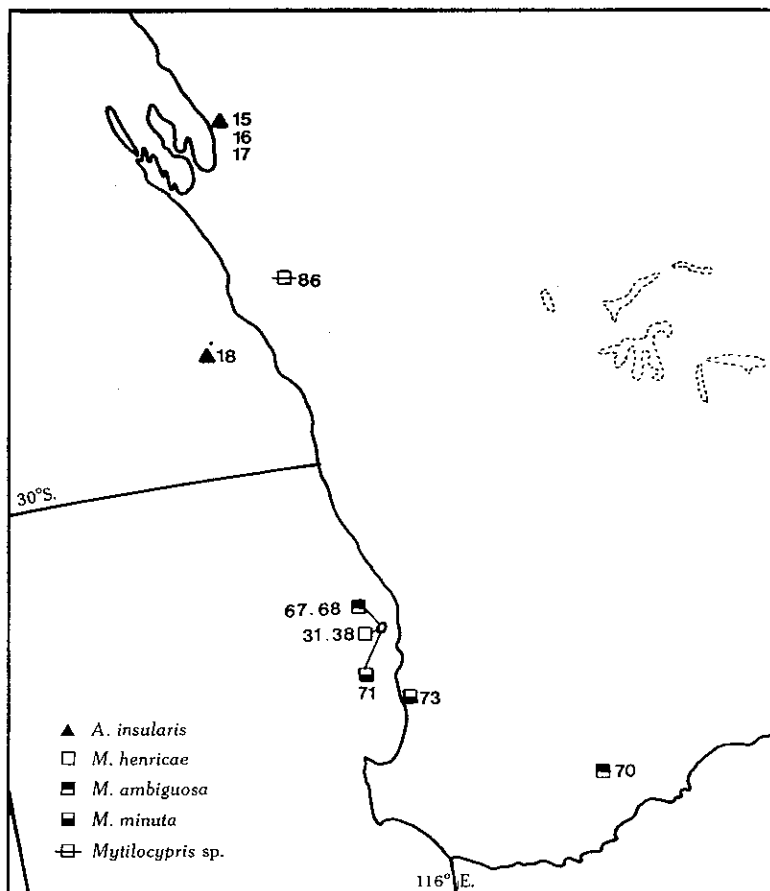 15
16
17
86
18
30°S.
67.68
31.38
71
73
70
A. insularis
M. henricae
M. ambiguosa
M. minuta
Mytilocypris sp.
116° E.